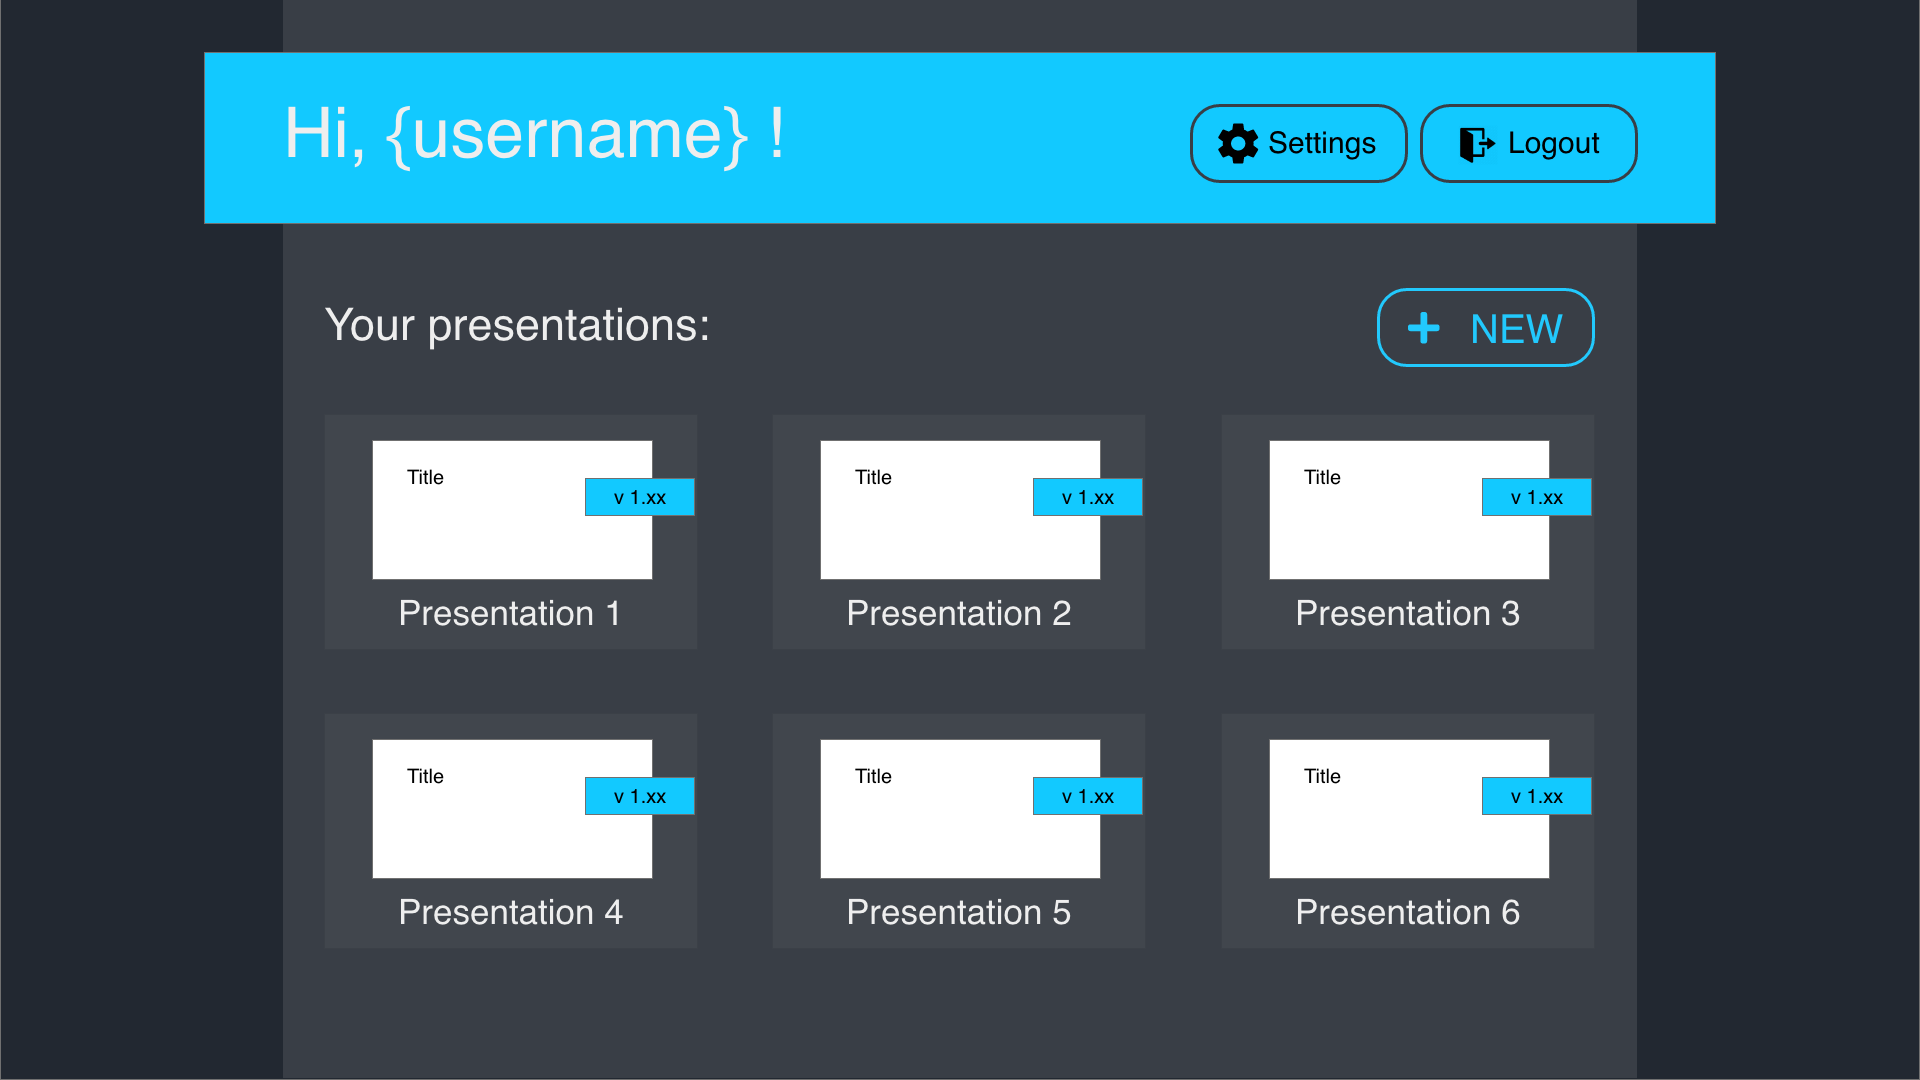 Hi, {username} !
Settings
Logout
Your presentations:
NEW
Title
v 1.xx
Presentation 1
Title
v 1.xx
Presentation 2
Title
v 1.xx
Presentation 3
Title
v 1.xx
Presentation 4
Title
v 1.xx
Presentation 5
Title
v 1.xx
Presentation 6